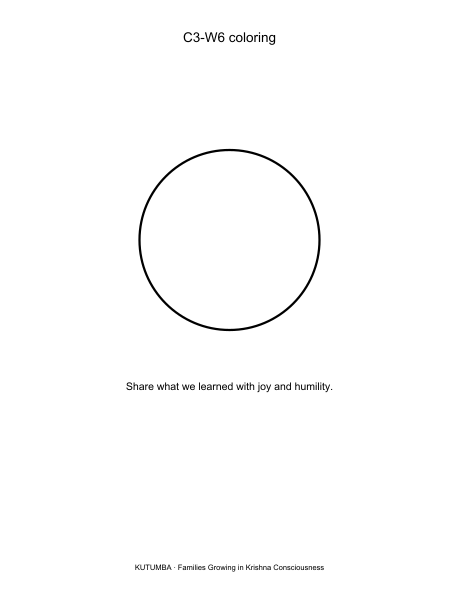 C3-W6 coloring
Share what we learned with joy and humility.
KUTUMBA · Families Growing in Krishna Consciousness